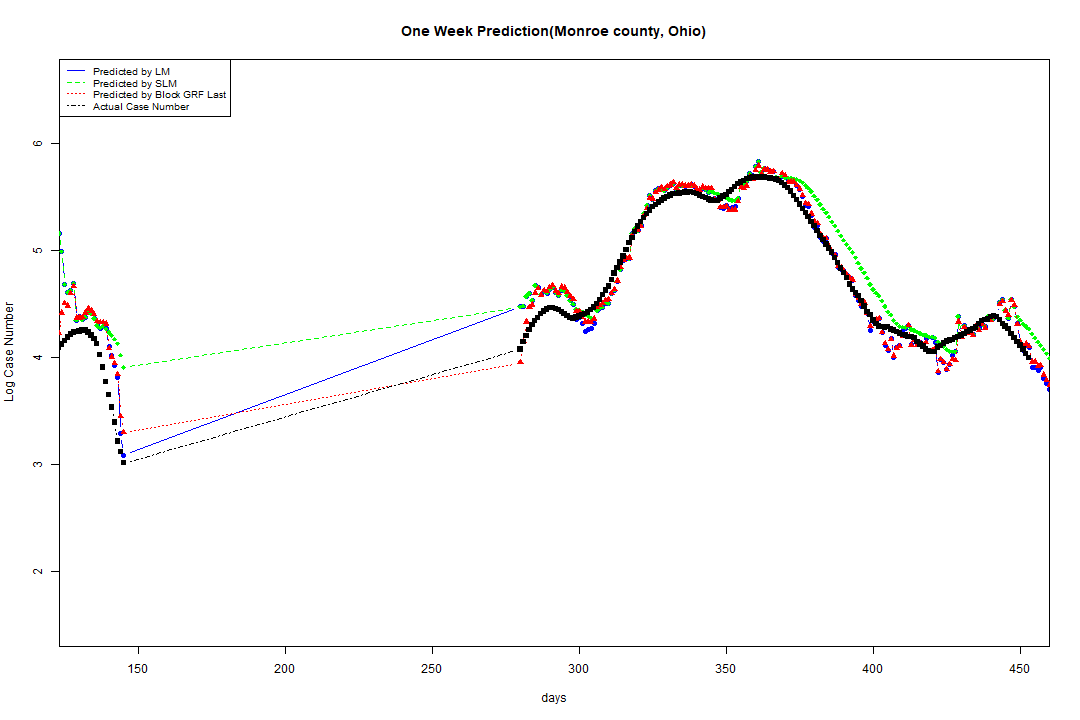 One Week Prediction(Monroe county, Ohio)
Predicted by LM
Predicted by SLM
Predicted by Block GRF Last
Actual Case Number
Log Case Number
6
5
4
3
2
150 200 250 300 350 400 450
days